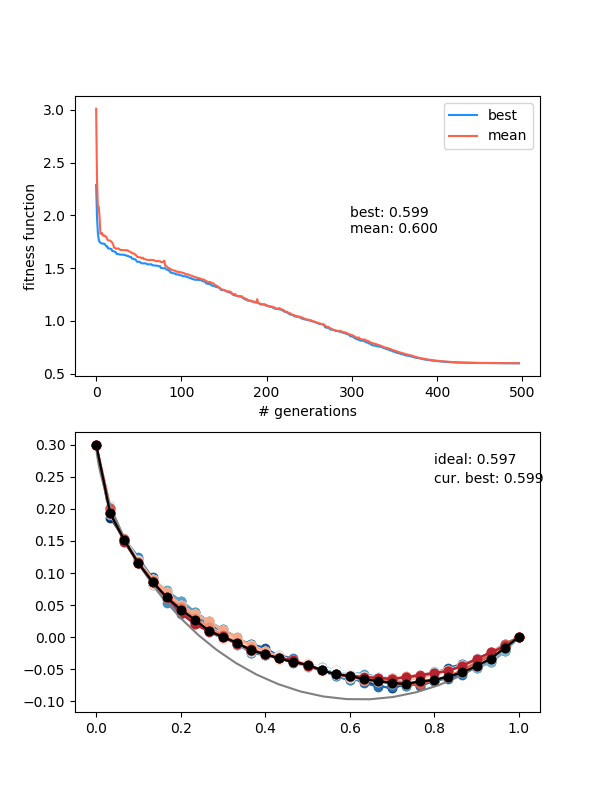 3.0
2.5
2.0
1.5
1.0
0.5
fitness function
best
mean
best: 0.599
mean: 0.600
0 100 200 300 400 500
# generations
0.30
0.25
0.20
0.15
0.10
0.05
0.00
−0.05
−0.10
ideal: 0.597
cur. best: 0.599
0.0 0.2 0.4 0.6 0.8 1.0